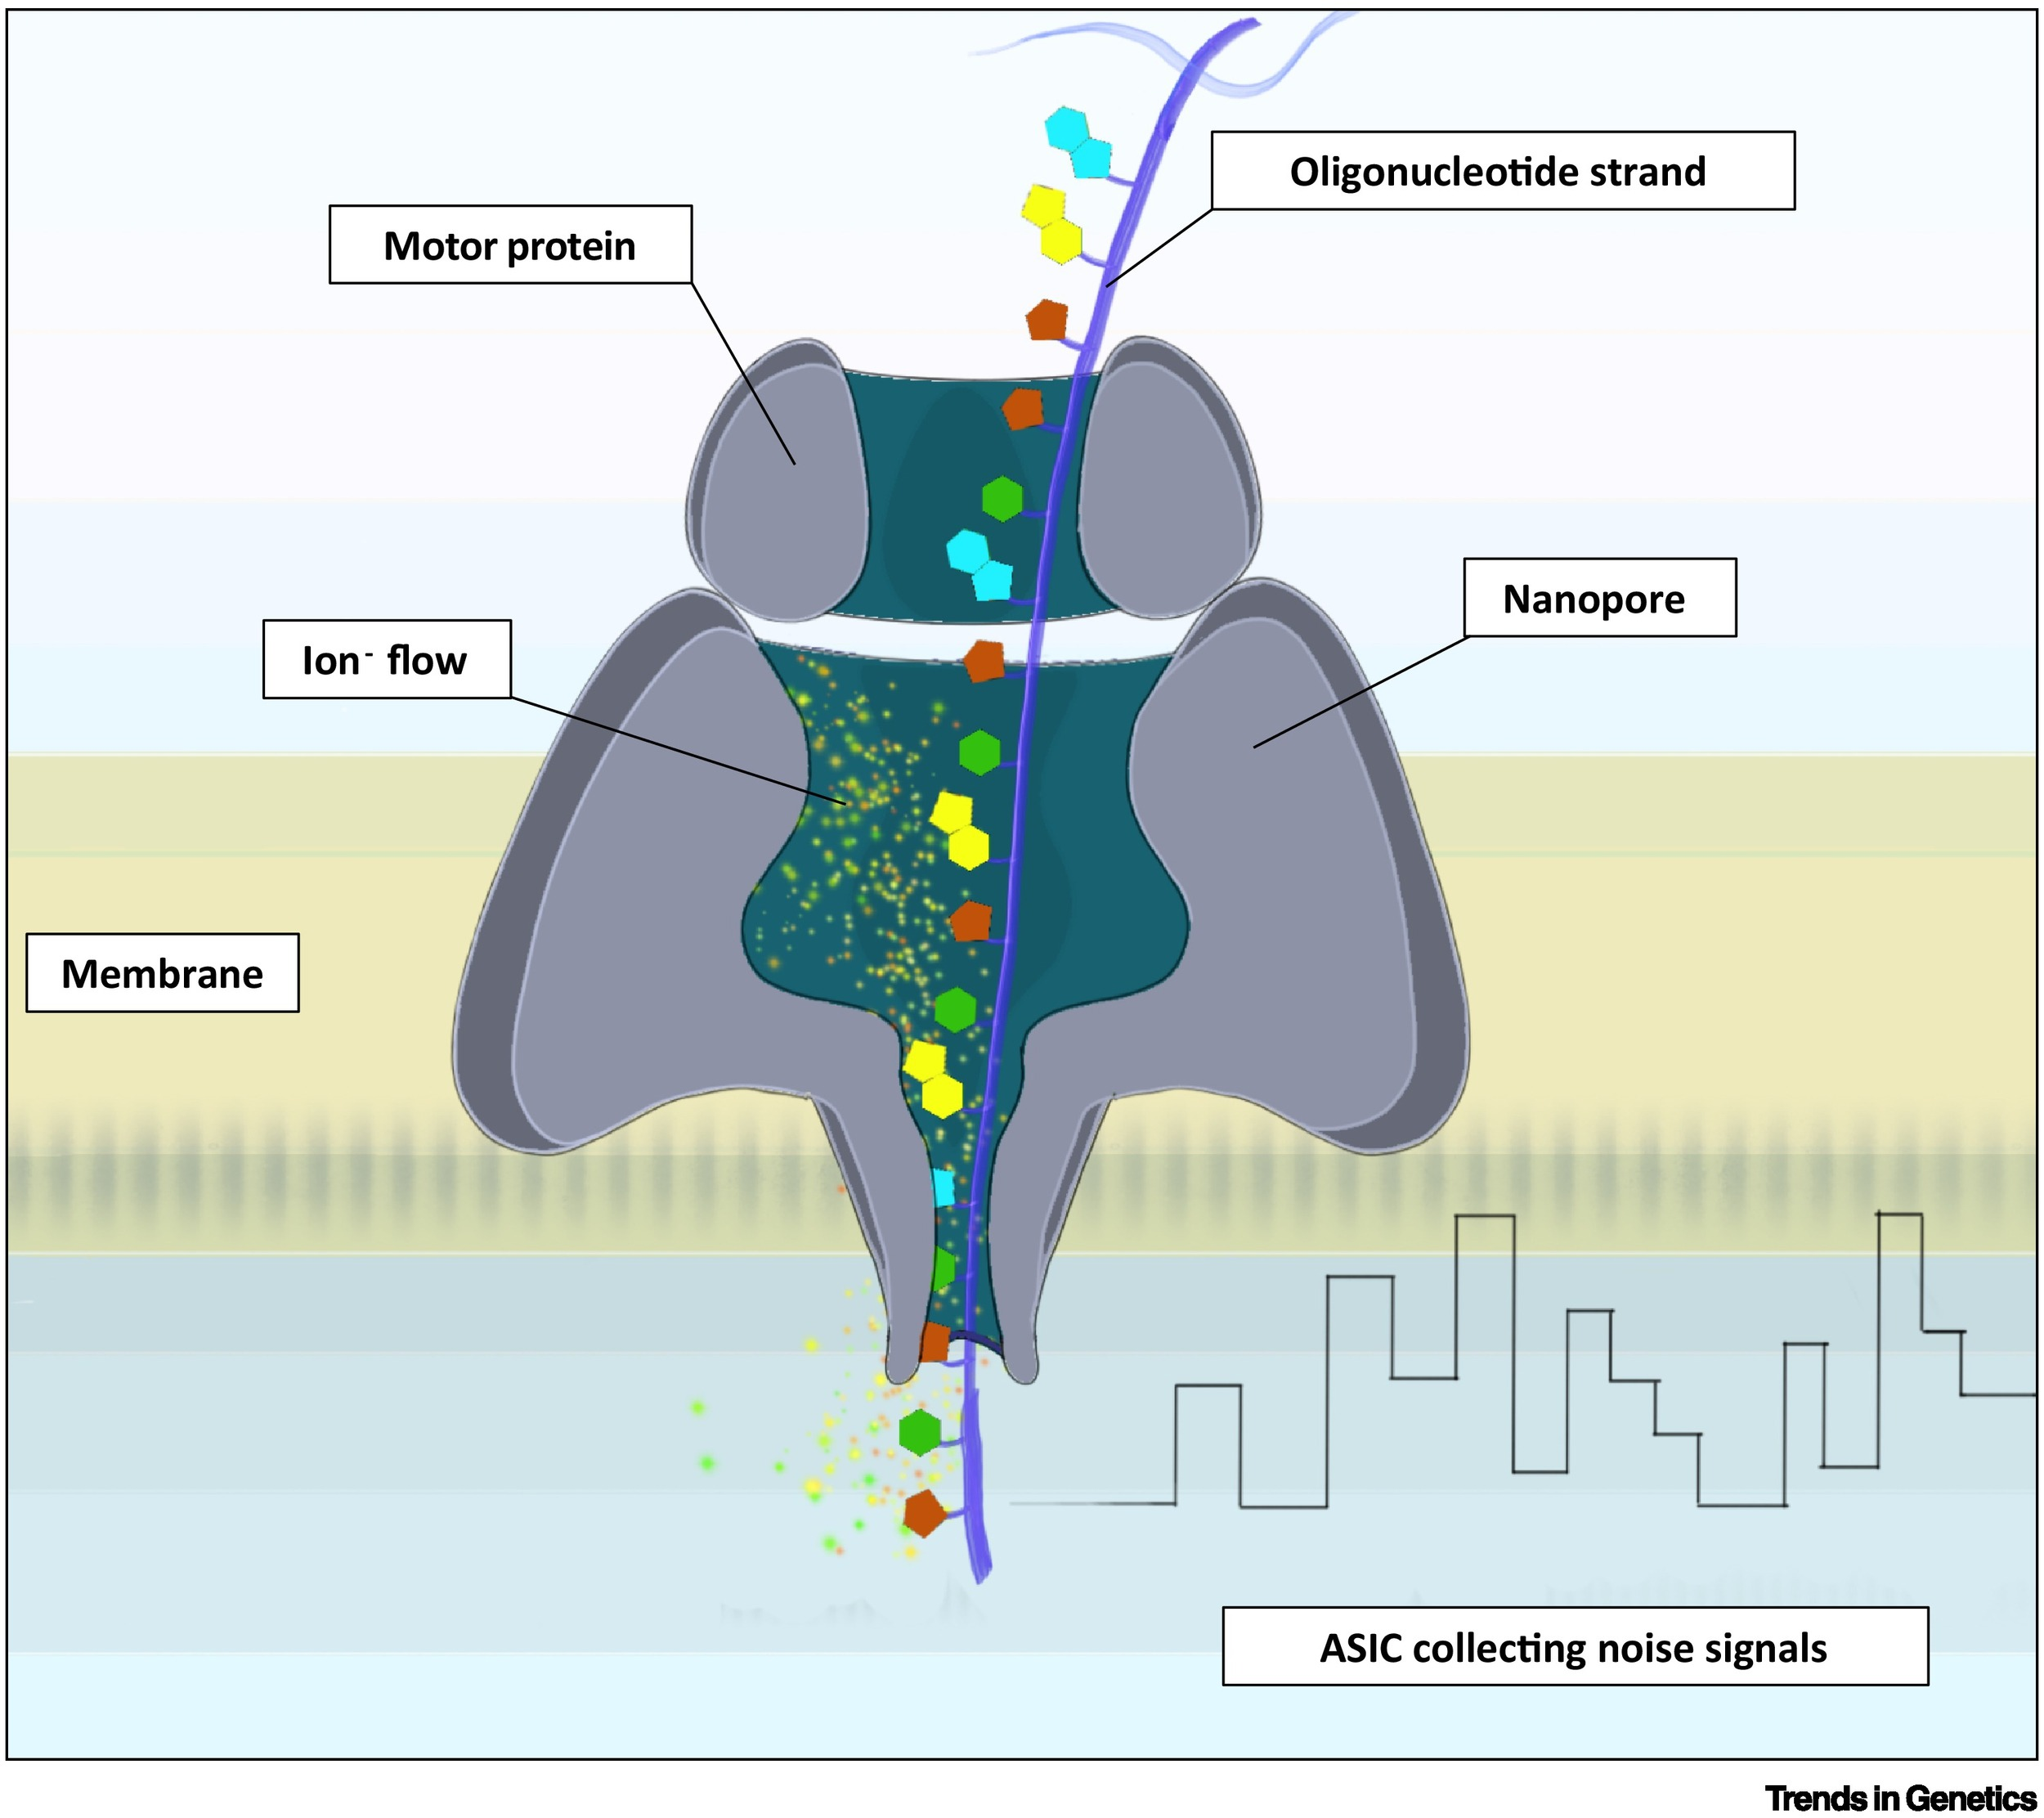 Oligonucleotide strand
Motor protein
Nanopore
Ion⁻ flow
Membrane
ASIC collecting noise signals
Trends in Genetics